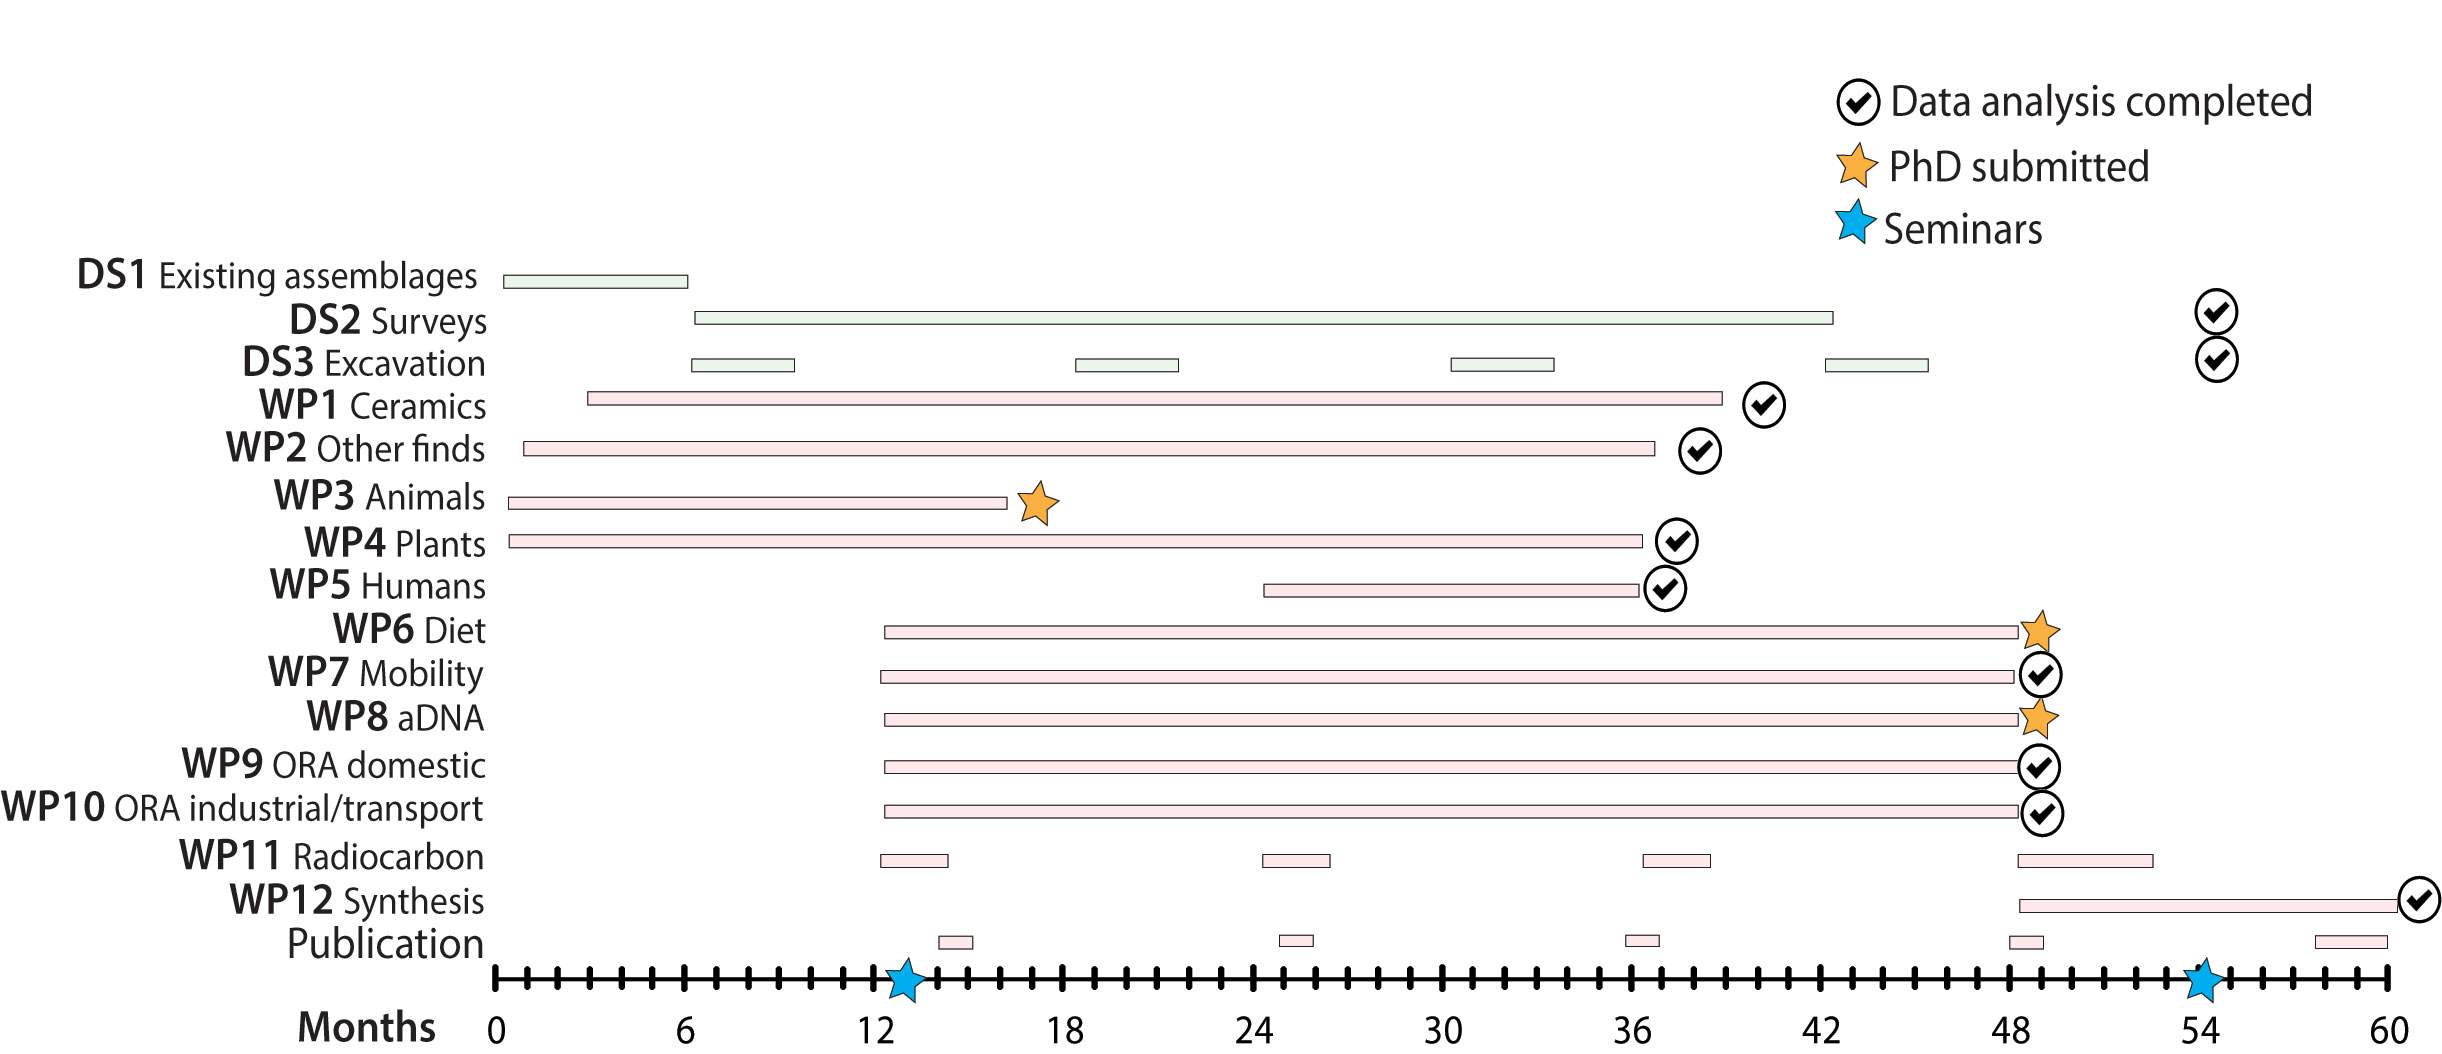 Data analysis completed
PhD submitted
Seminars
DS1 Existing assemblages
DS2 Surveys
DS3 Excavation
WP1 Ceramics
WP2 Other finds
WP3 Animals
WP4 Plants
WP5 Humans
WP6 Diet
WP7 Mobility
WP8 aDNA
WP9 ORA domestic
WP10 ORA industrial/transport
WP11 Radiocarbon
WP12 Synthesis
Publication
Months 0 6 12 18 24 30 36 42 48 54 60